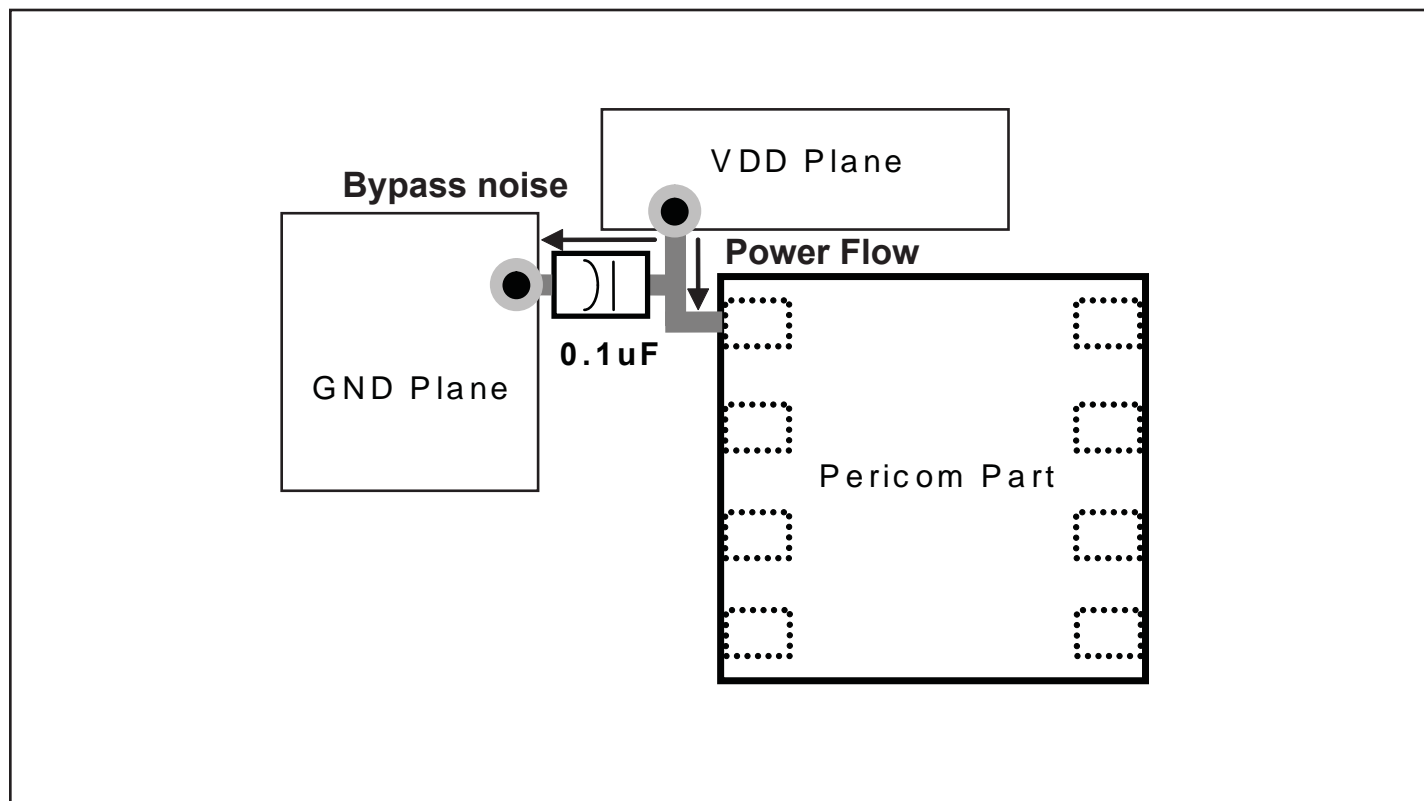 VDD Plane
Bypass noise
Power Flow
0.1uF
GND Plane
Pericom Part